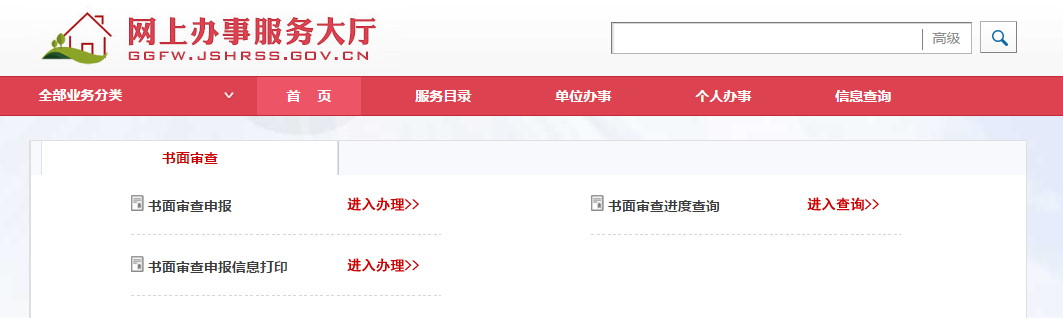 网上办事服务大厅
GGFW.JSHRSS.GOV.CN
高级
全部业务分类 首 页 服务目录 单位办事 个人办事 信息查询
书面审查
书面审查申报 进入办理>> 书面审查进度查询 进入查询>>
书面审查申报信息打印 进入办理>>